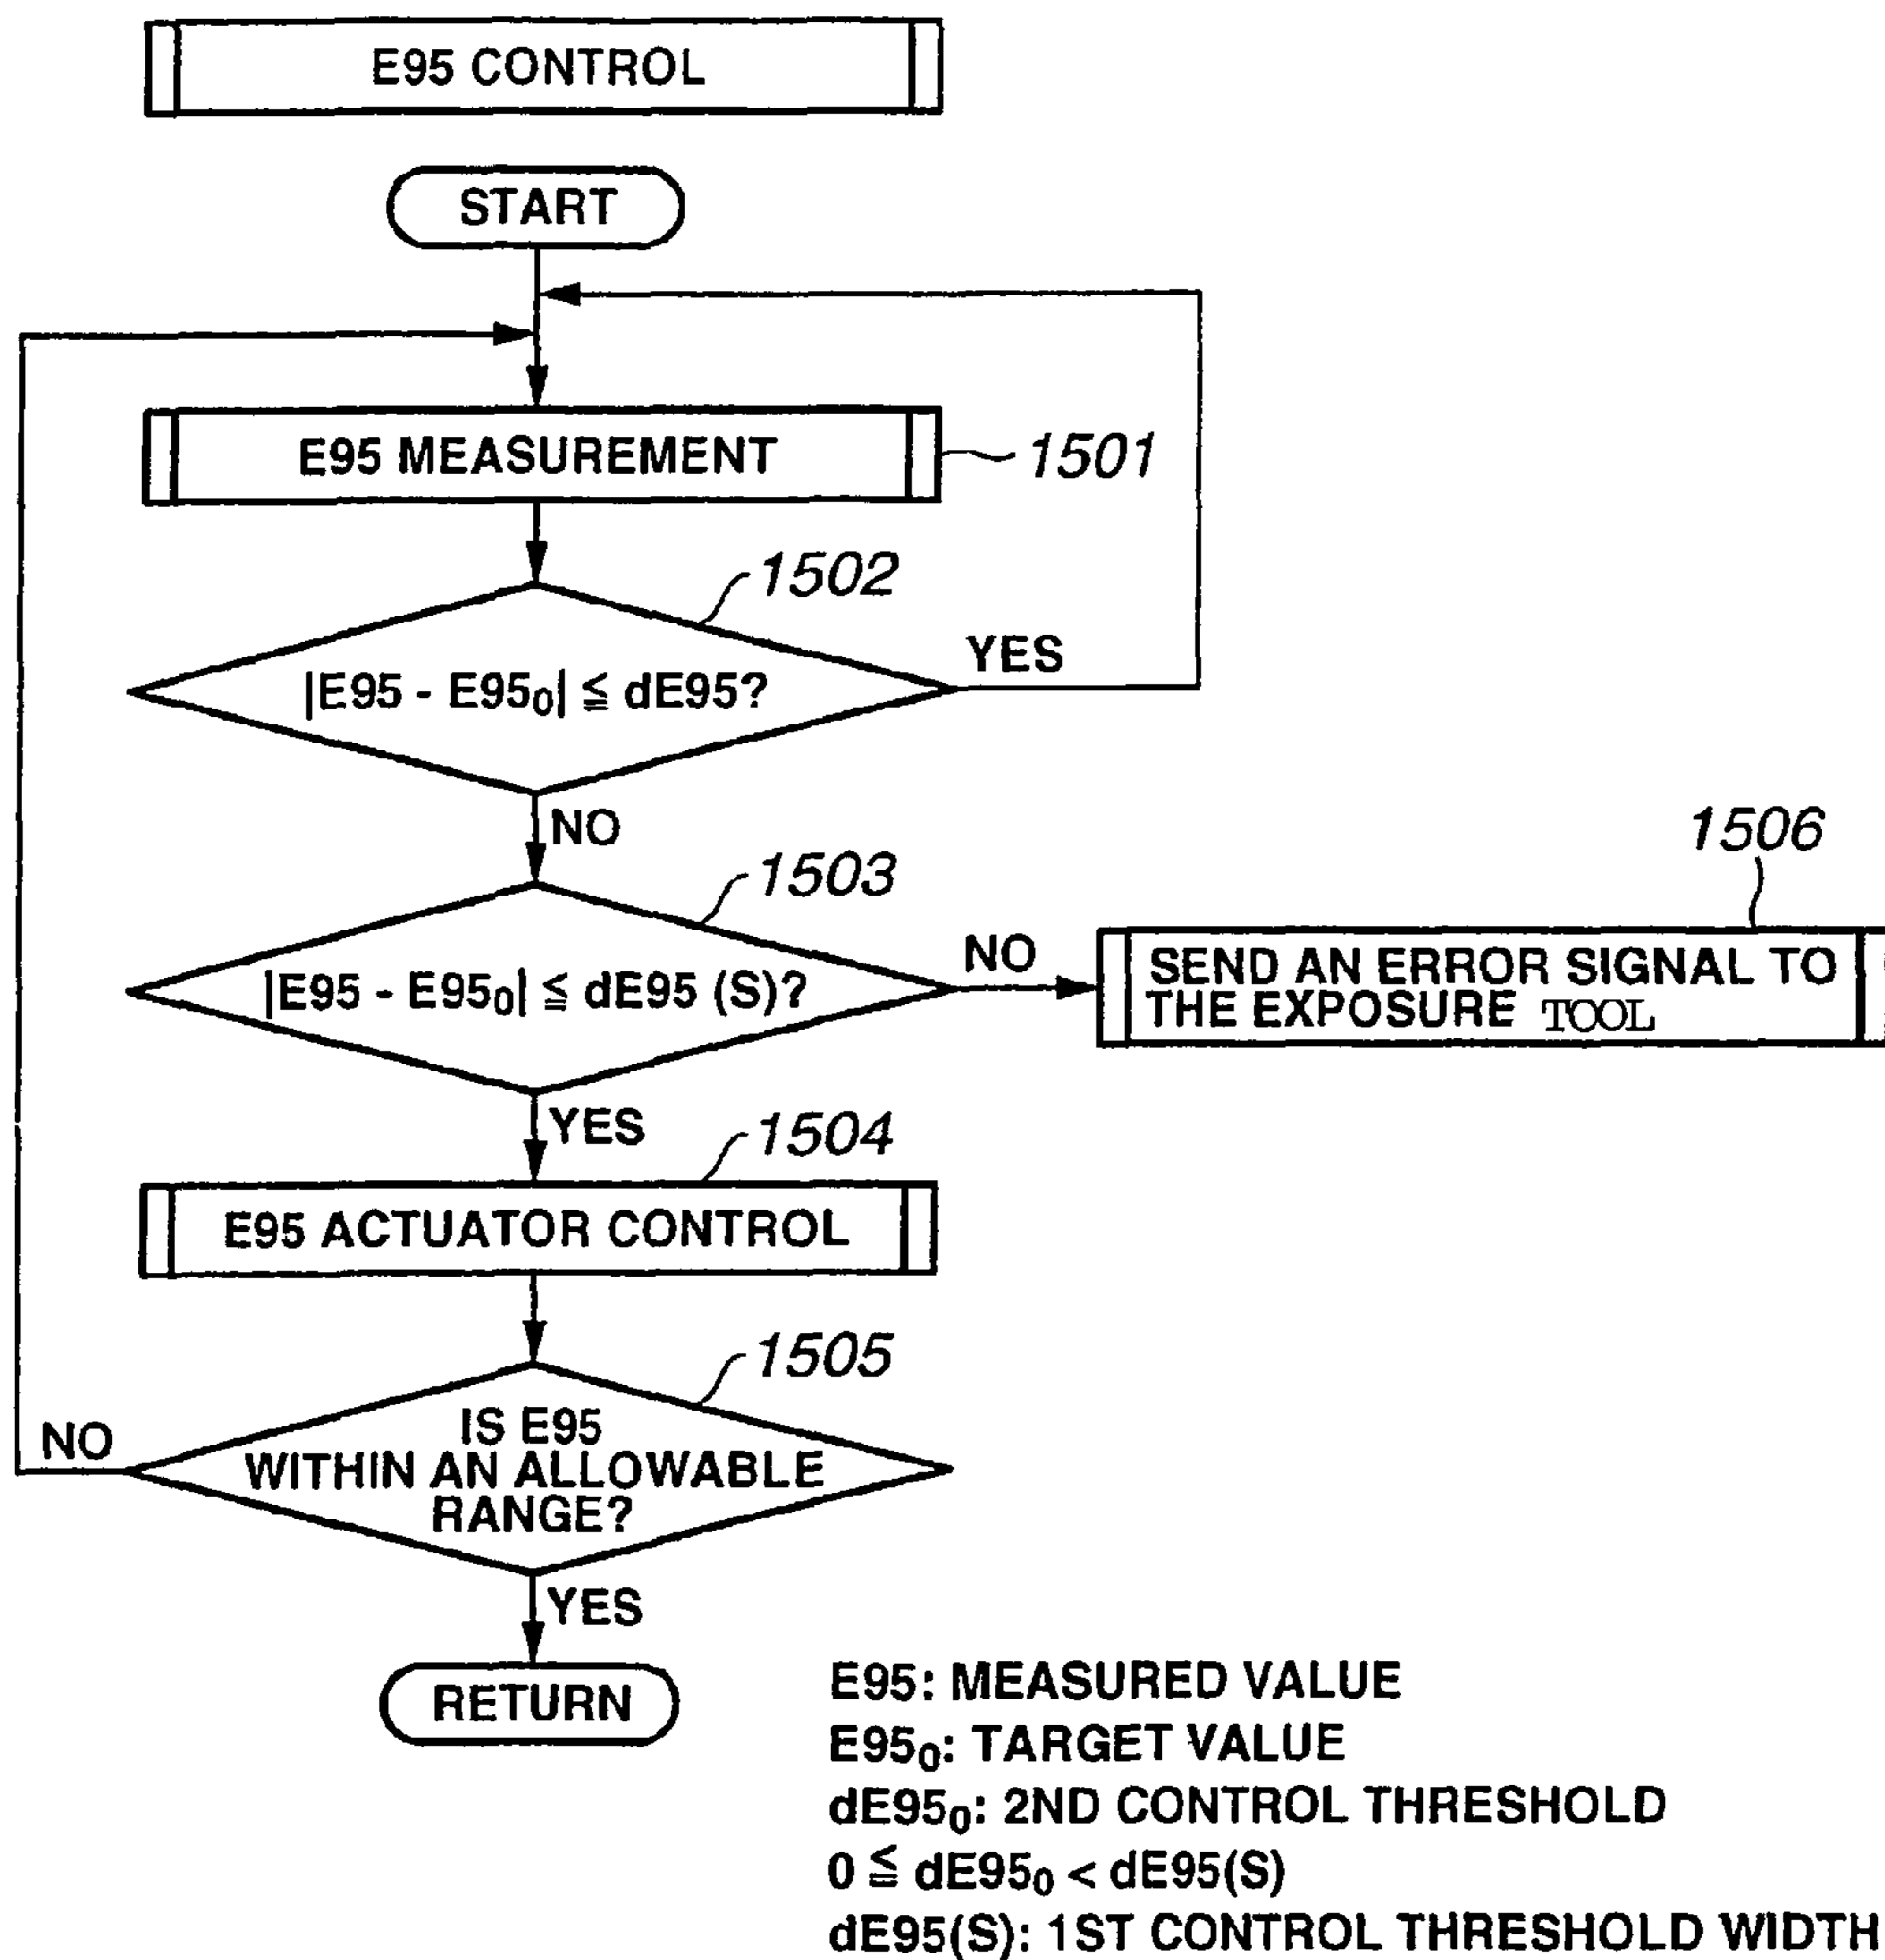 E95 CONTROL
START
E95 MEASUREMENT
1501
1502
|E95 - E95₀| ≦ dE95?
YES
NO
1503
|E95 - E95₀| ≦ dE95 (S)?
NO
1506
SEND AN ERROR SIGNAL TO
THE EXPOSURE TOOL
YES
1504
E95 ACTUATOR CONTROL
1505
IS E95
WITHIN AN ALLOWABLE
RANGE?
NO
YES
RETURN
E95: MEASURED VALUE
E95₀: TARGET VALUE
dE95₀: 2ND CONTROL THRESHOLD
0 ≦ dE95₀ < dE95(S)
dE95(S): 1ST CONTROL THRESHOLD WIDTH